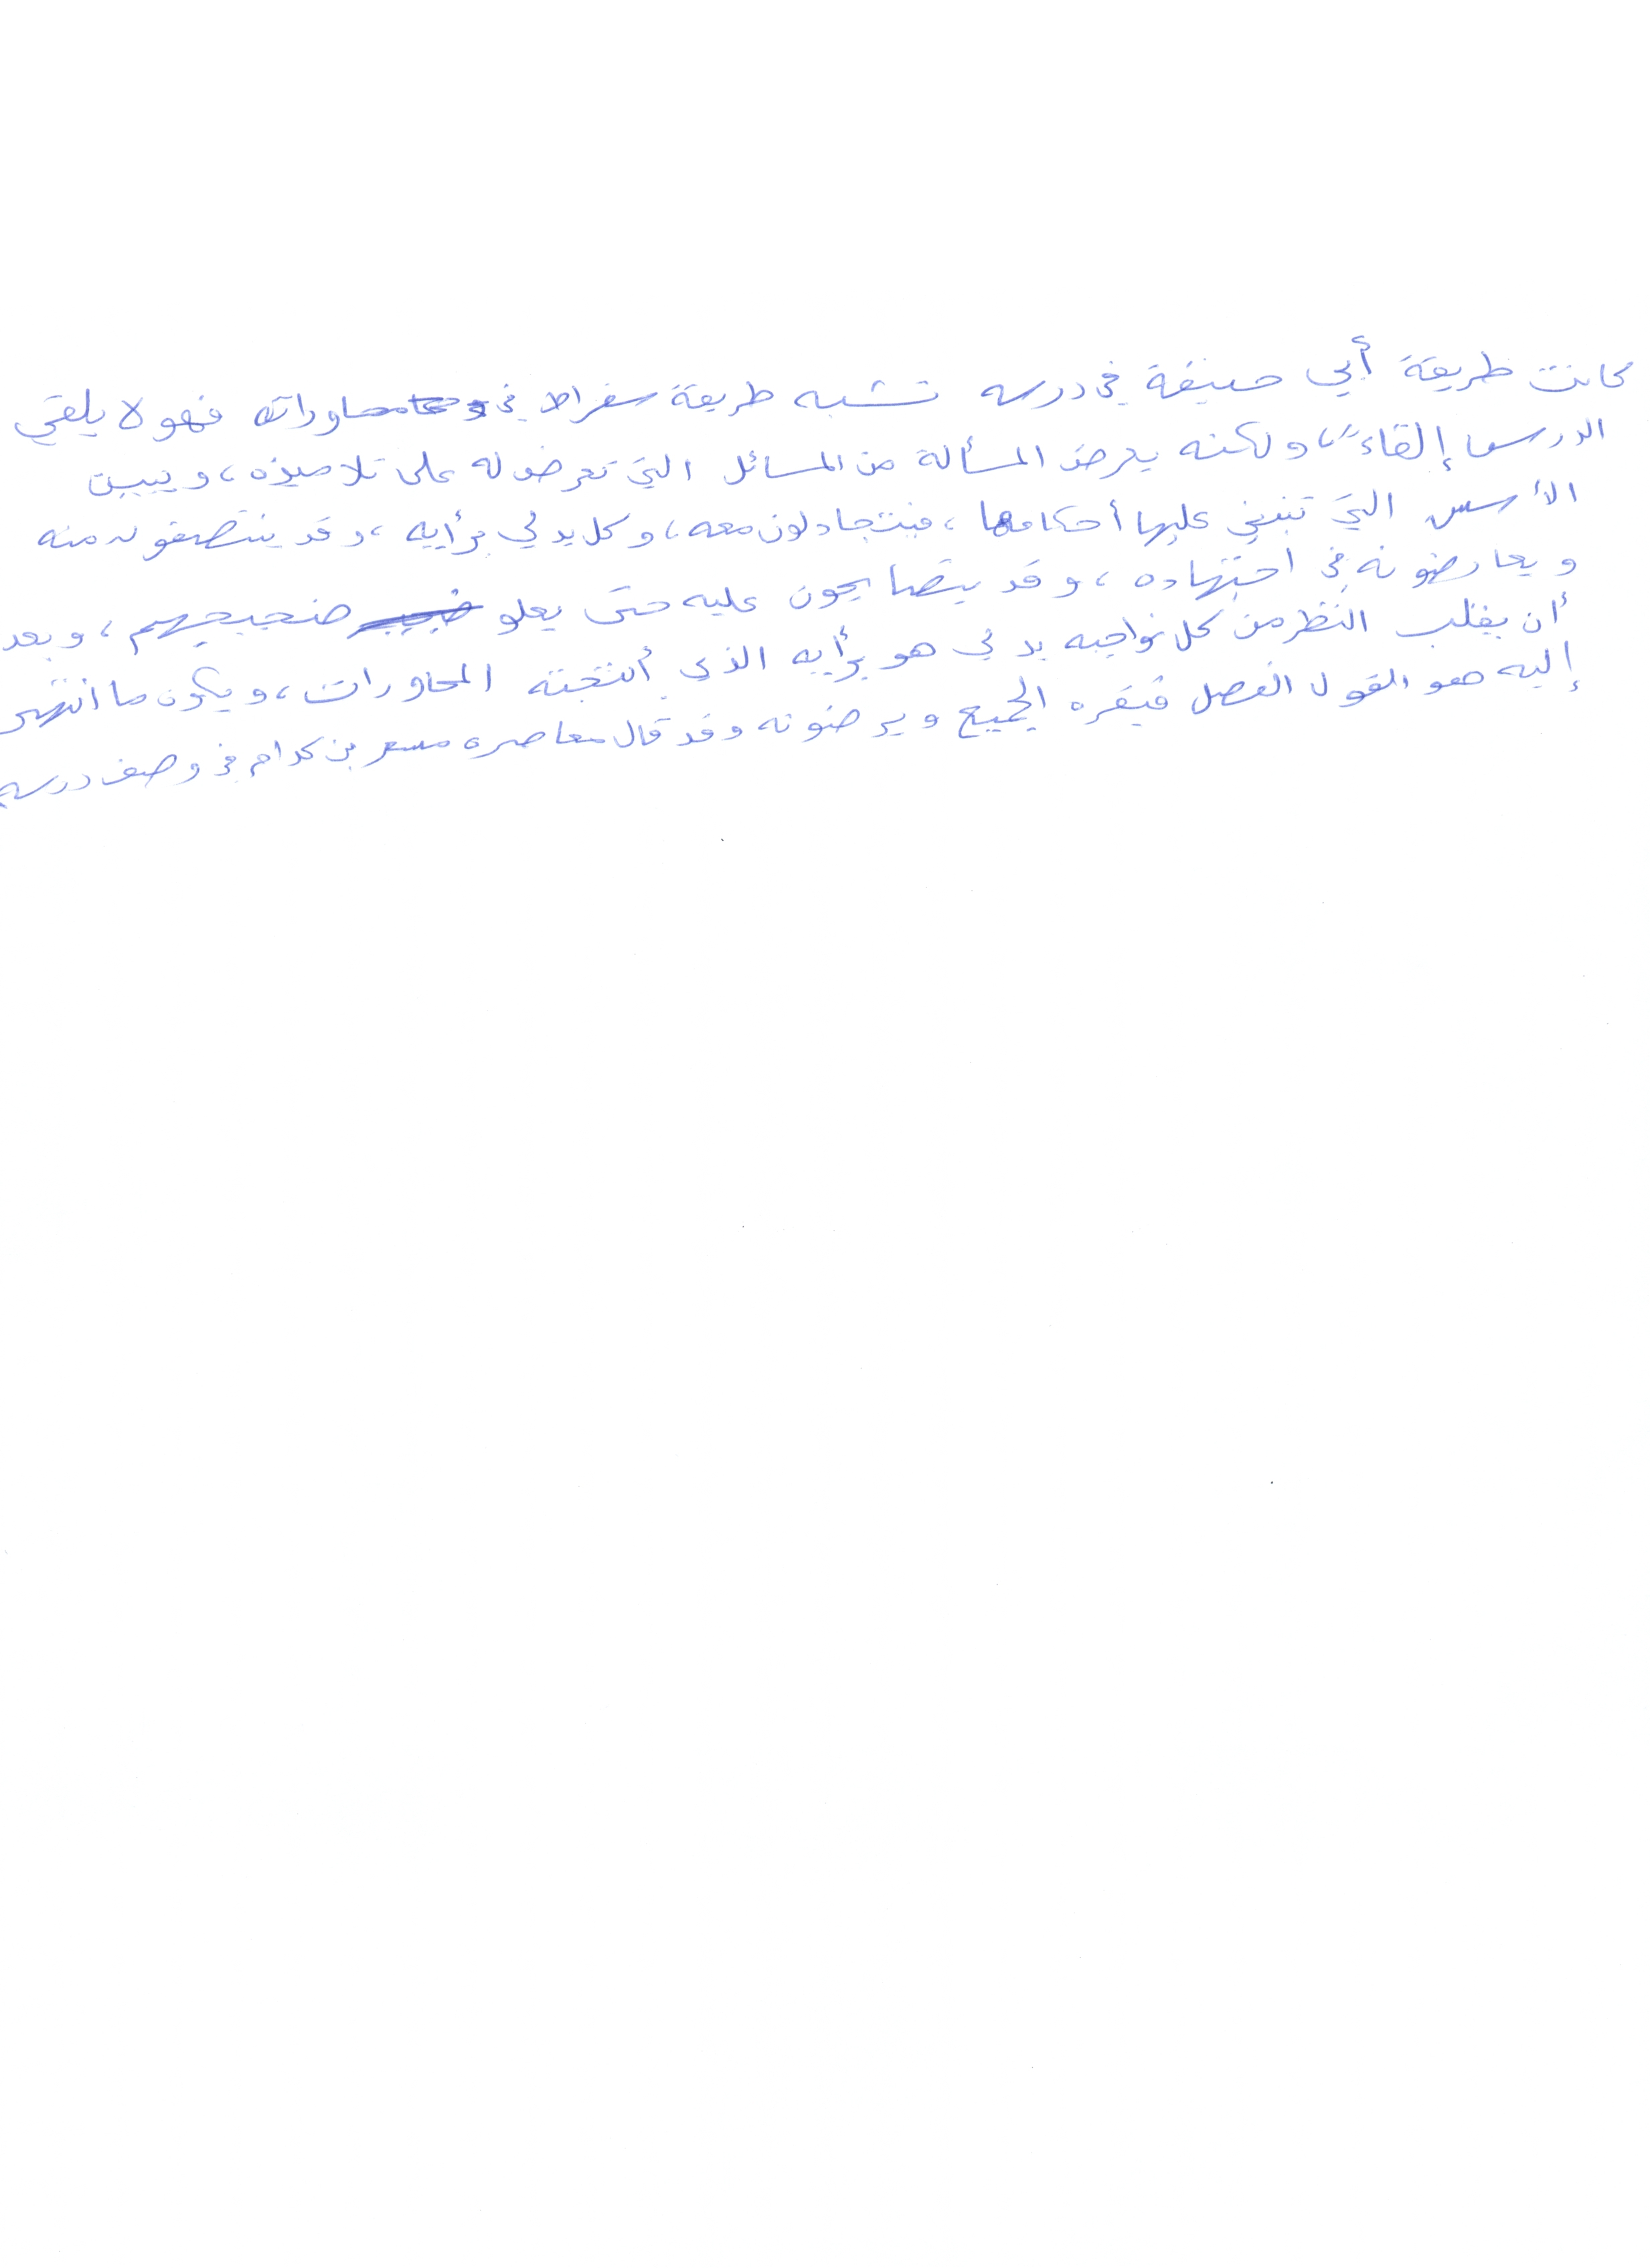 كانت طريقة أبي حنيفة في درسه تشبه طريقة سقراط في محاوراته فهو لا يلقي
الدرس إلقاءً، ولكنه يعرض المسألة من المسائل التي تعرض له على تلاميذه، ويبين
الأسس التي تنبني عليها أحكامها، فيتجادلون معه، وكل يدلي برأيه، وقد ينتصفون منه
ويعارضونه في اجتهاده، وقد يتصايحون عليه حتى يعلو ضجيجهم، وبعد
أن يقلب النظر من كل نواحيه يدلي هو برأيه الذي أنتجته المحاورات، ويكون ما انتهى
إليه هو القول الفصل فيقره الجميع ويرضونه وقد قال معاصره مسعر بن كدام في وصف درسه